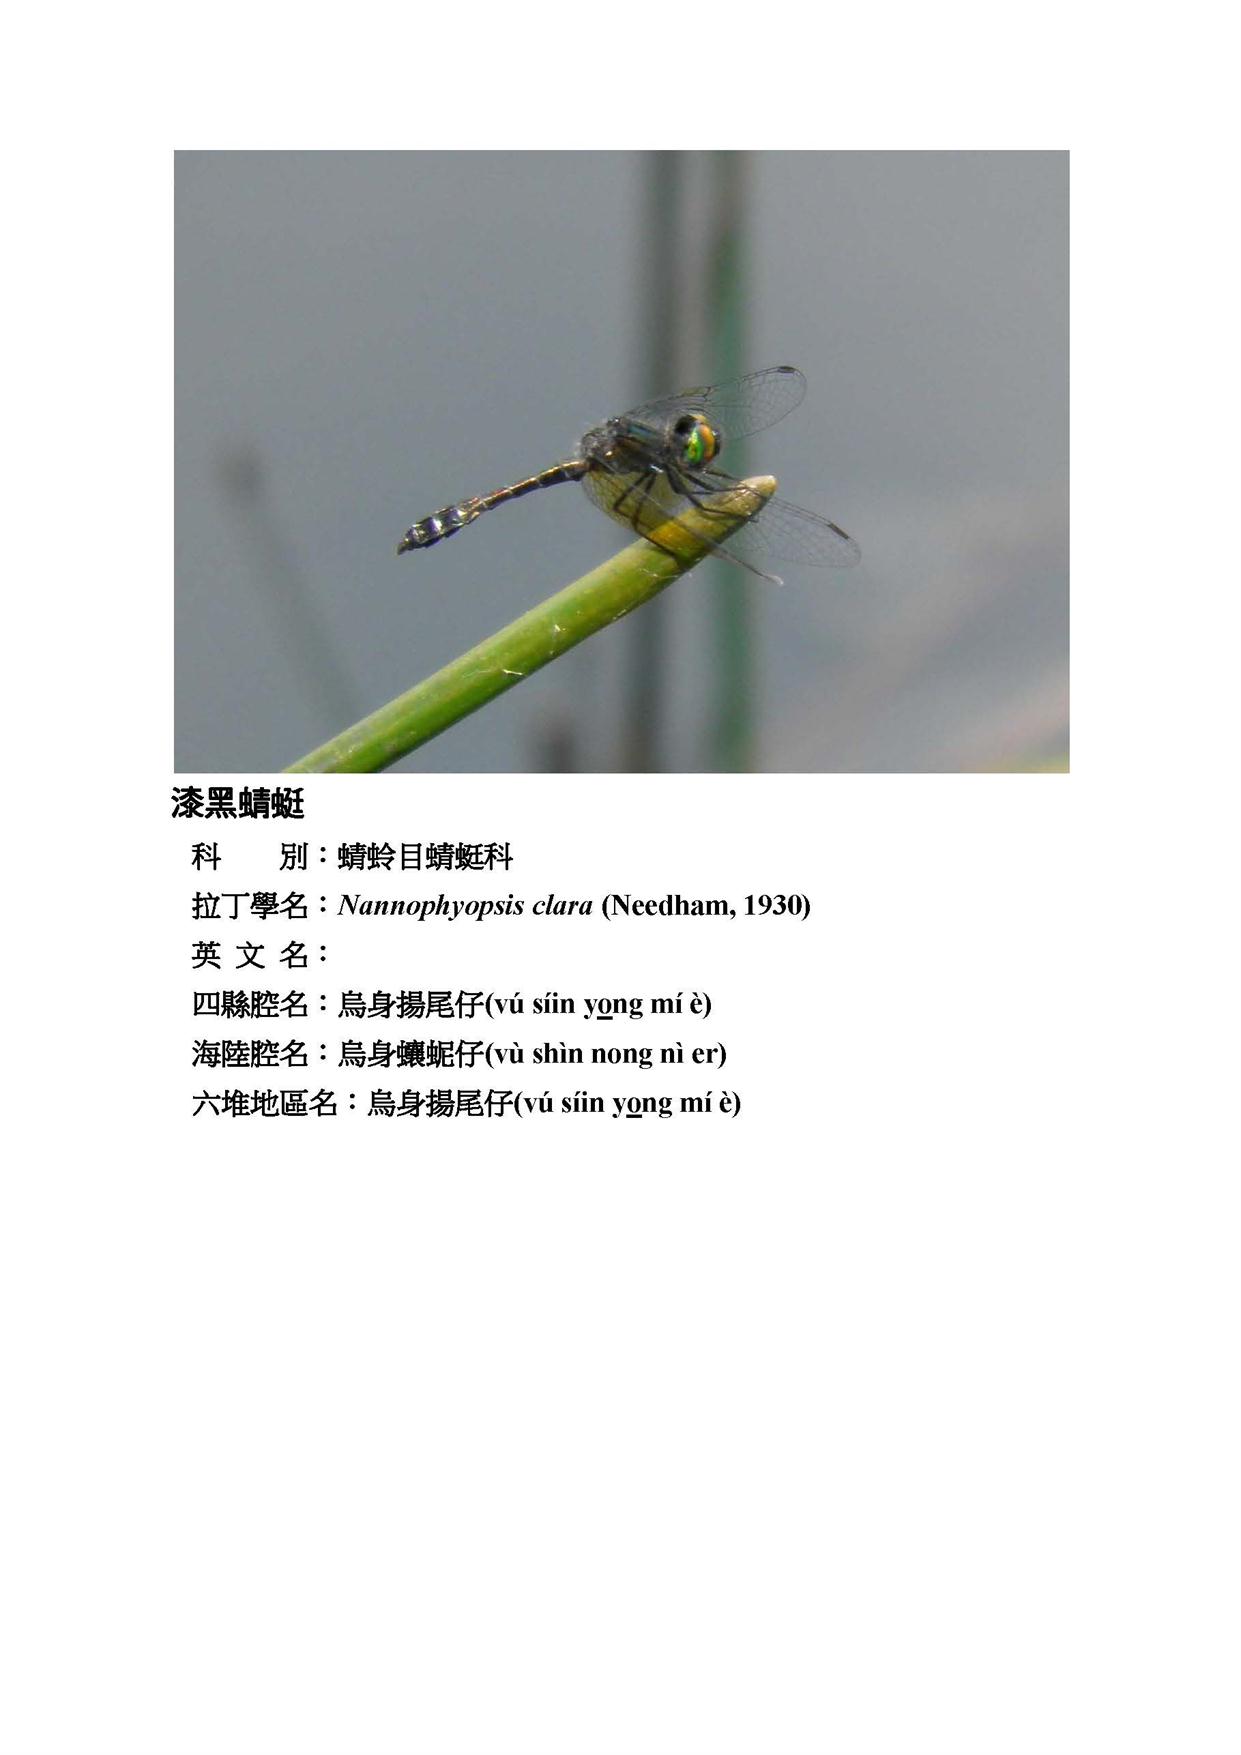 漆黑蜻蜓
科　　別：蜻蛉目蜻蜓科
拉丁學名：Nannophyopsis clara (Needham, 1930)
英 文 名：
四縣腔名：烏身揚尾仔(vú síin yong mí è)
海陸腔名：烏身蠰蚭仔(vù shìn nong nì er)
六堆地區名：烏身揚尾仔(vú síin yong mí è)